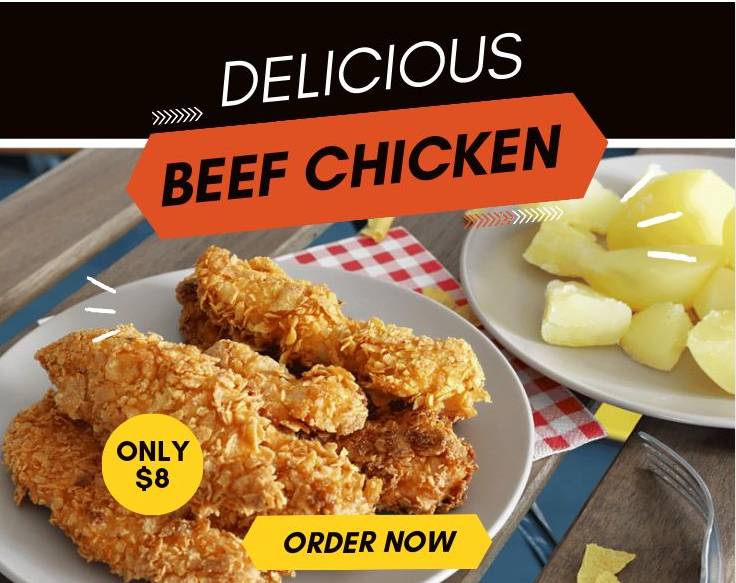 DELICIOUS
BEEF CHICKEN
ONLY
$8
ORDER NOW